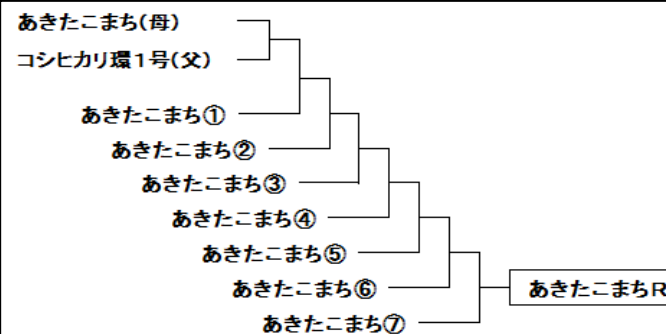 あきたこまち(母)
コシヒカリ環1号(父)
あきたこまち①
あきたこまち②
あきたこまち③
あきたこまち④
あきたこまち⑤
あきたこまち⑥
あきたこまちR
あきたこまち⑦